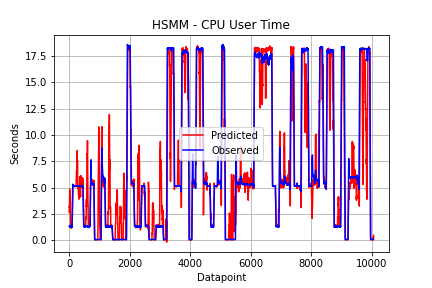 HSMM - CPU User Time
17.5
15.0
12.5
10.0
7.5
5.0
2.5
0.0
Seconds
Predicted
Observed
0 2000 4000 6000 8000 10000
Datapoint